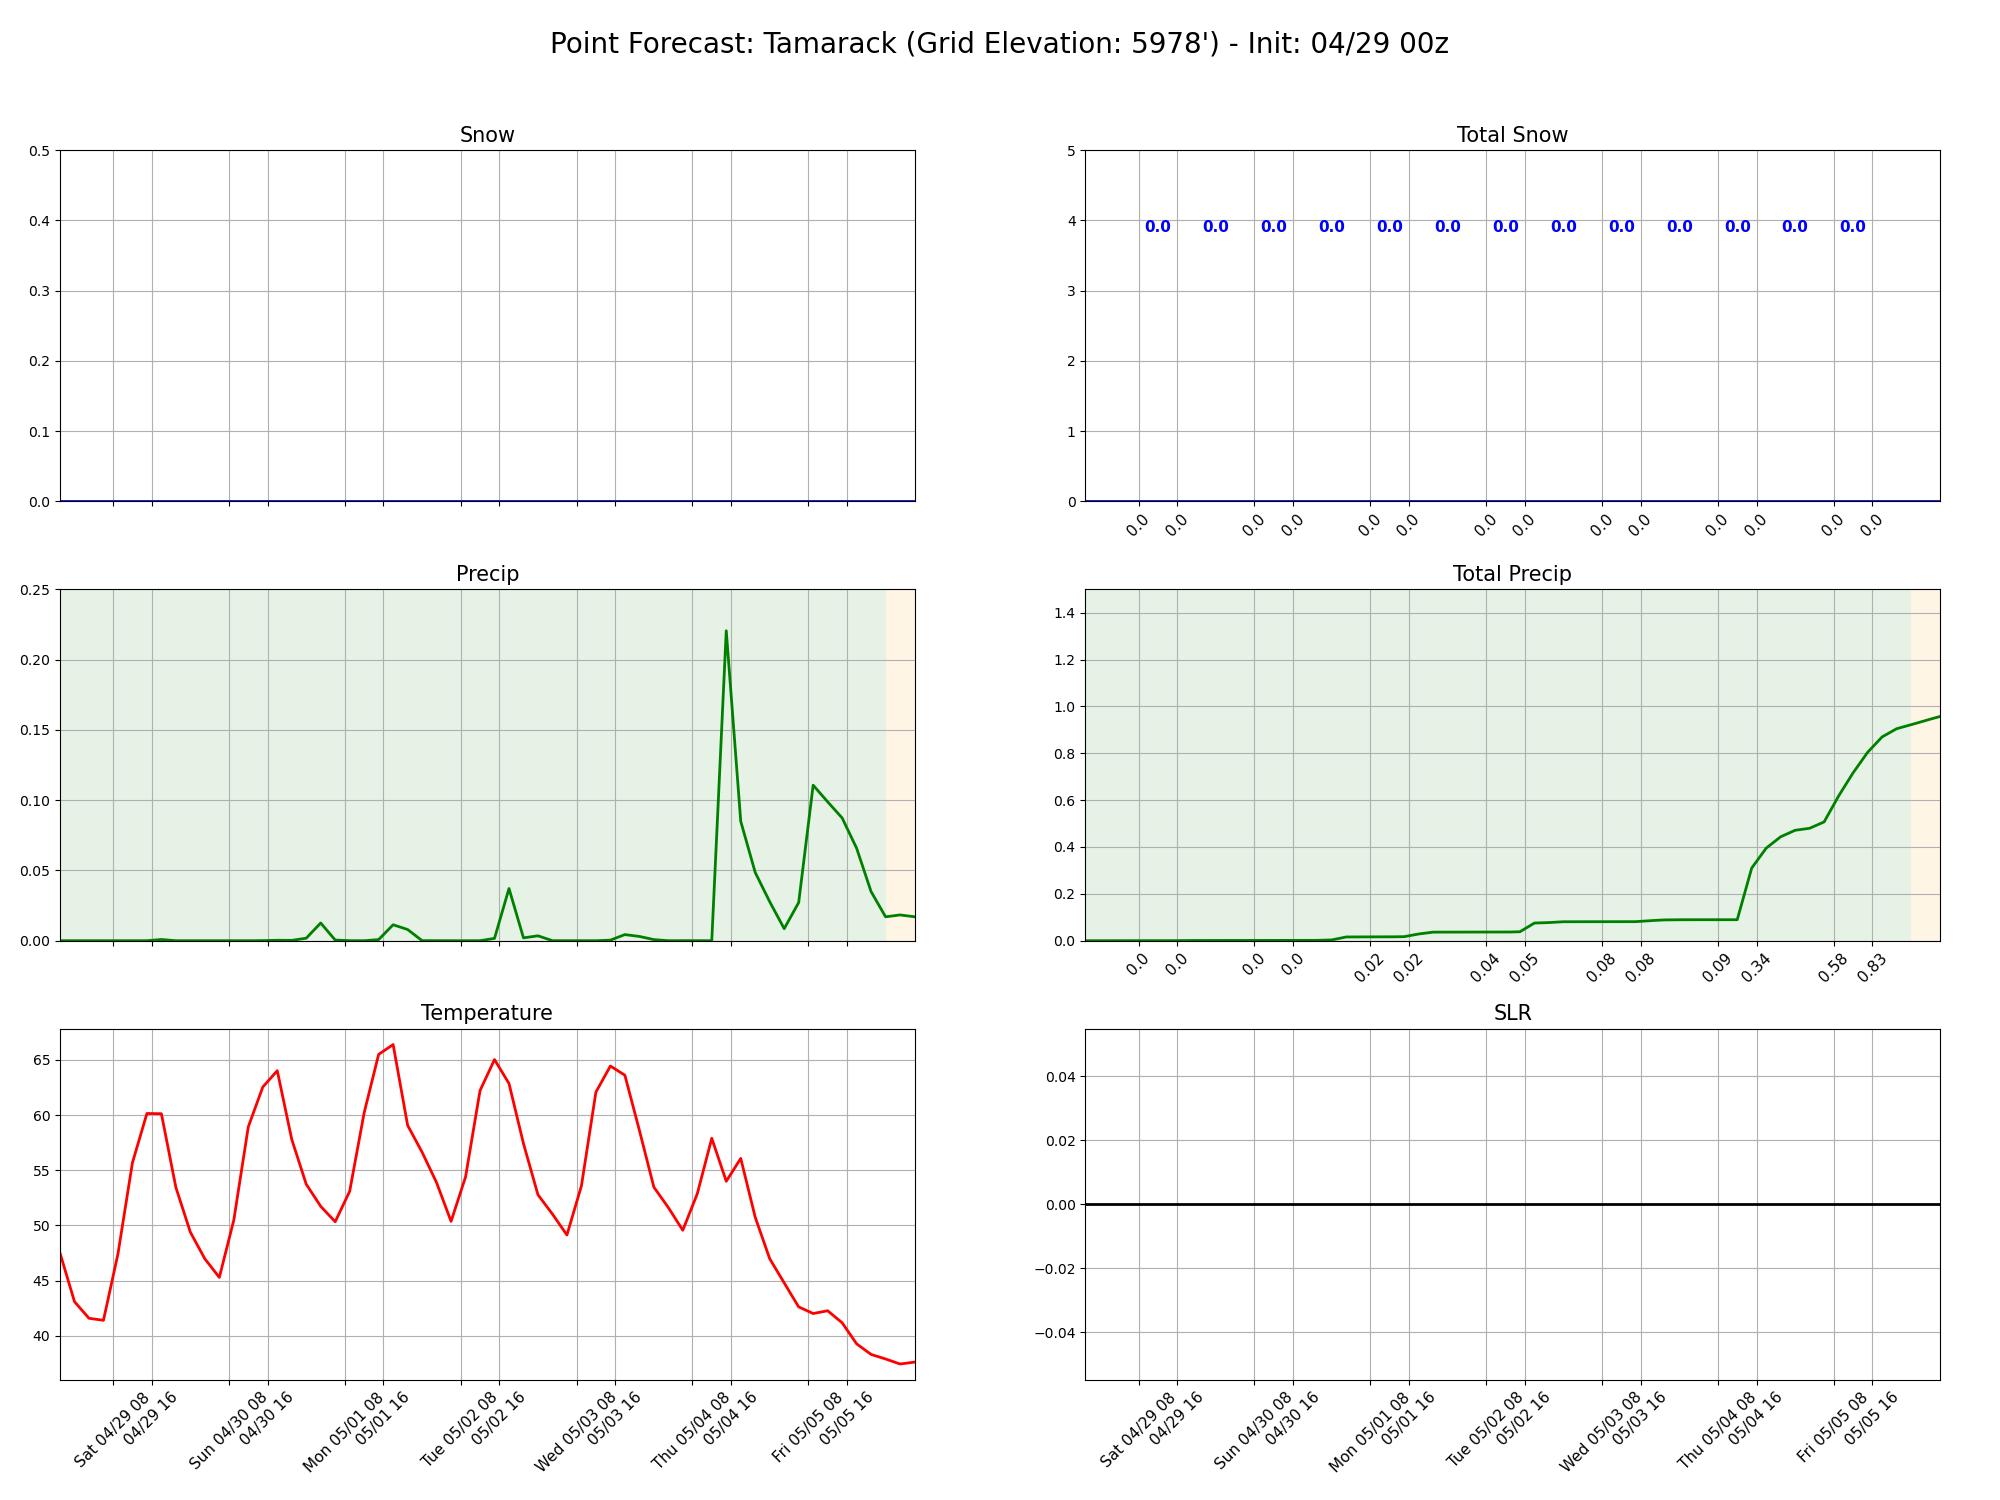 Point Forecast: Tamarack (Grid Elevation: 5978') - Init: 04/29 00z
Snow
0.5
0.4
0.3
0.2
0.1
0.0
Total Snow
5
4
3
2
1
0
0.0 0.0 0.0 0.0 0.0 0.0 0.0 0.0 0.0 0.0 0.0 0.0 0.0
0.0 0.0 0.0 0.0 0.0 0.0 0.0 0.0 0.0 0.0 0.0 0.0 0.0 0.0
Precip
0.25
0.20
0.15
0.10
0.05
0.00
Total Precip
1.4
1.2
1.0
0.8
0.6
0.4
0.2
0.0
0.0 0.0 0.0 0.0 0.02 0.02 0.04 0.05 0.08 0.08 0.09 0.34 0.58 0.83
Temperature
65
60
55
50
45
40
Sat 04/29 08
04/29 16
Sun 04/30 08
04/30 16
Mon 05/01 08
05/01 16
Tue 05/02 08
05/02 16
Wed 05/03 08
05/03 16
Thu 05/04 08
05/04 16
Fri 05/05 08
05/05 16
SLR
0.04
0.02
0.00
−0.02
−0.04
Sat 04/29 08
04/29 16
Sun 04/30 08
04/30 16
Mon 05/01 08
05/01 16
Tue 05/02 08
05/02 16
Wed 05/03 08
05/03 16
Thu 05/04 08
05/04 16
Fri 05/05 08
05/05 16